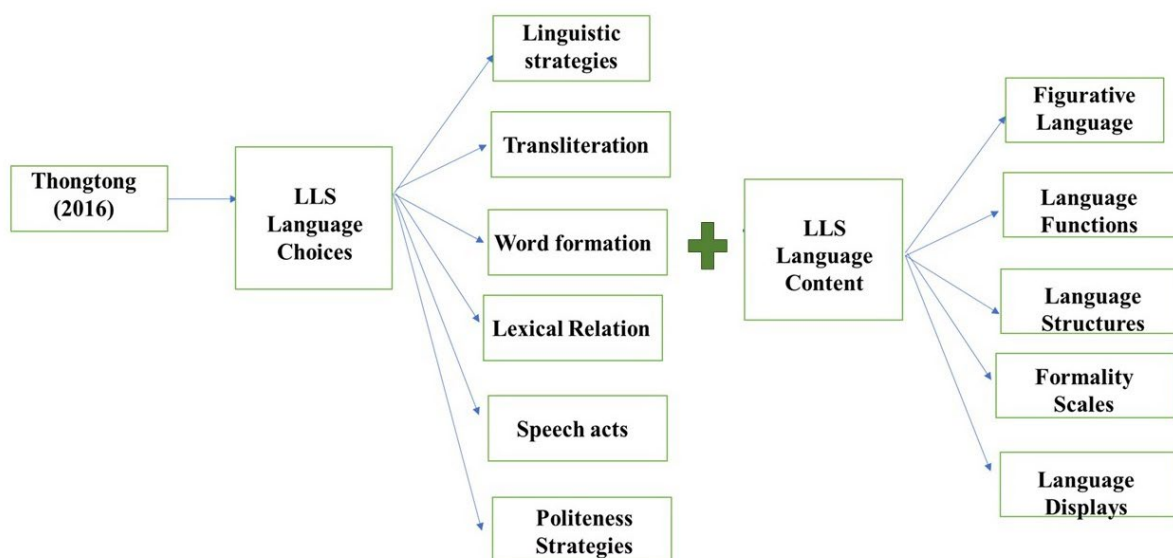 Thongtong
(2016)
LLS
Language
Choices
Linguistic
strategies
Transliteration
Word formation
Lexical Relation
Speech acts
Politeness
Strategies
LLS
Language
Content
Figurative
Language
Language
Functions
Language
Structures
Formality
Scales
Language
Displays